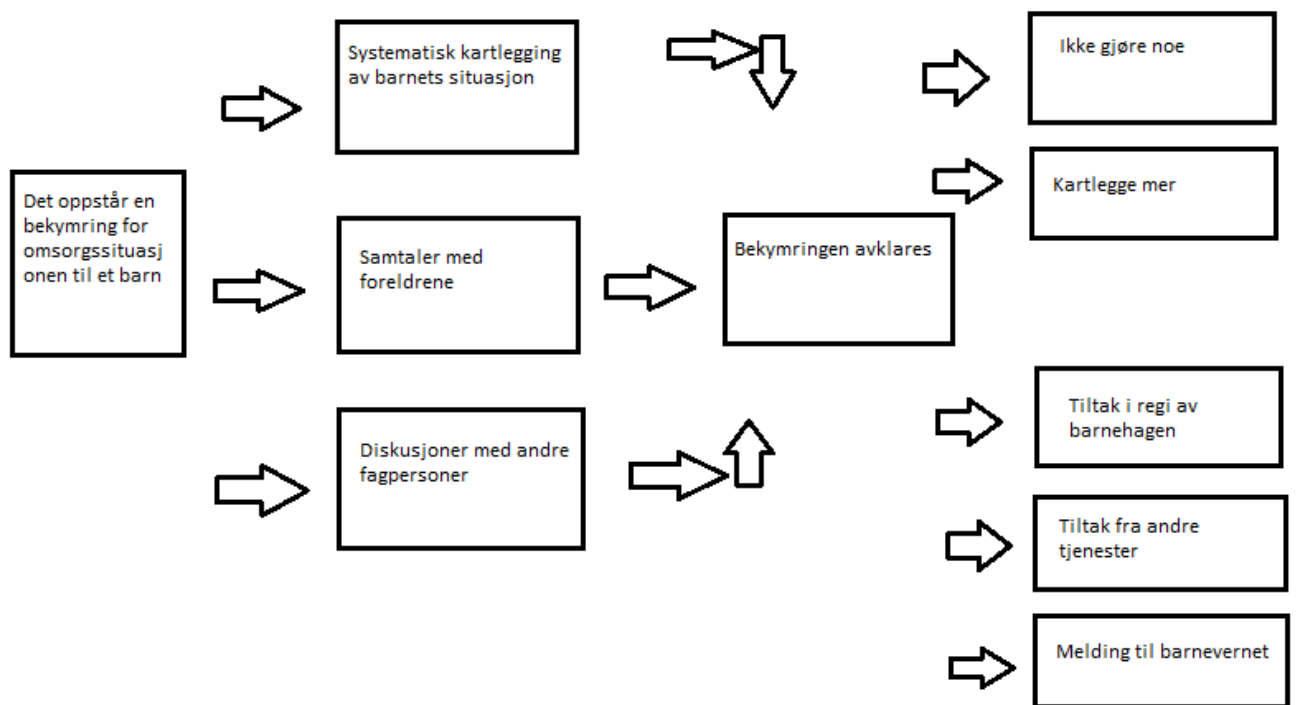 Det oppstår en
bekymring for
omsorgssituasj
onen til et barn
Systematisk kartlegging
av barnets situasjon
Samtaler med
foreldrene
Diskusjoner med andre
fagpersoner
Bekymringen avklares
Ikke gjøre noe
Kartlegge mer
Tiltak i regi av
barnehagen
Tiltak fra andre
tjenester
Melding til barnevernet